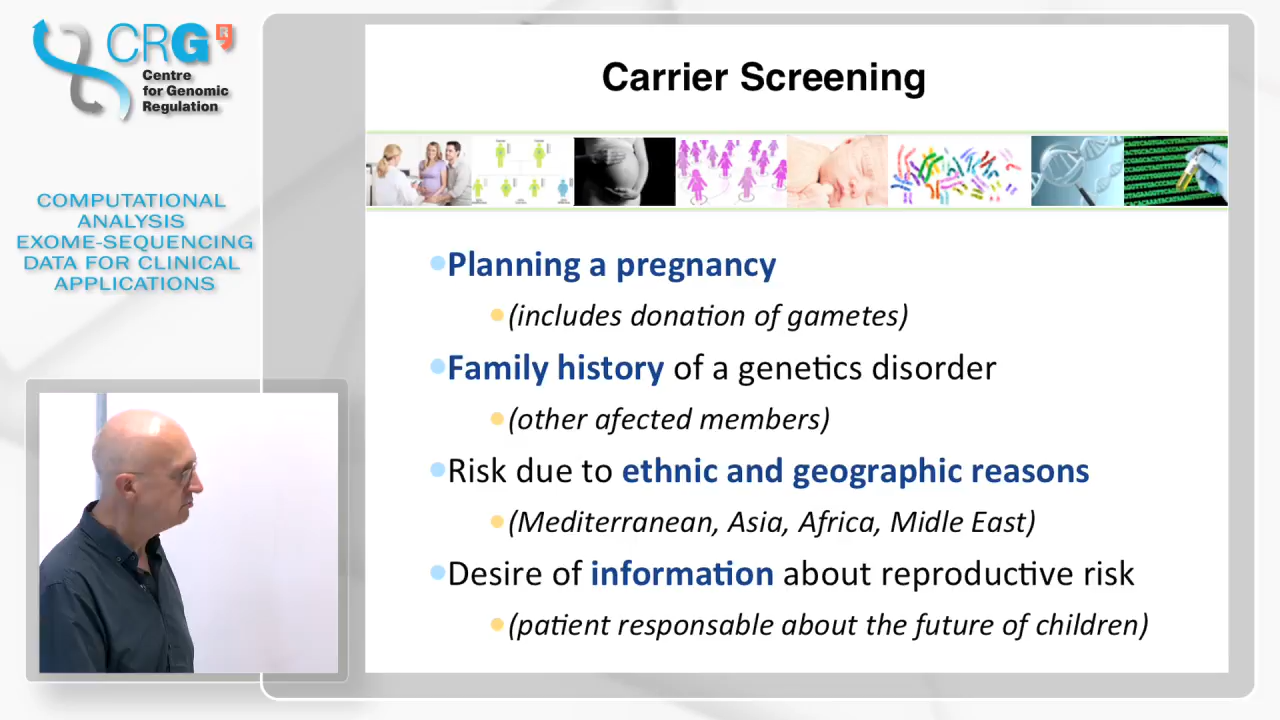 CRG
R
Centre
for Genomic
Regulation
COMPUTATIONAL
ANALYSIS
EXOME-SEQUENCING
DATA FOR CLINICAL
APPLICATIONS
Carrier Screening
Planning a pregnancy
(includes donation of gametes)
Family history of a genetics disorder
(other afected members)
Risk due to ethnic and geographic reasons
(Mediterranean, Asia, Africa, Midle East)
Desire of information about reproductive risk
(patient responsable about the future of children)